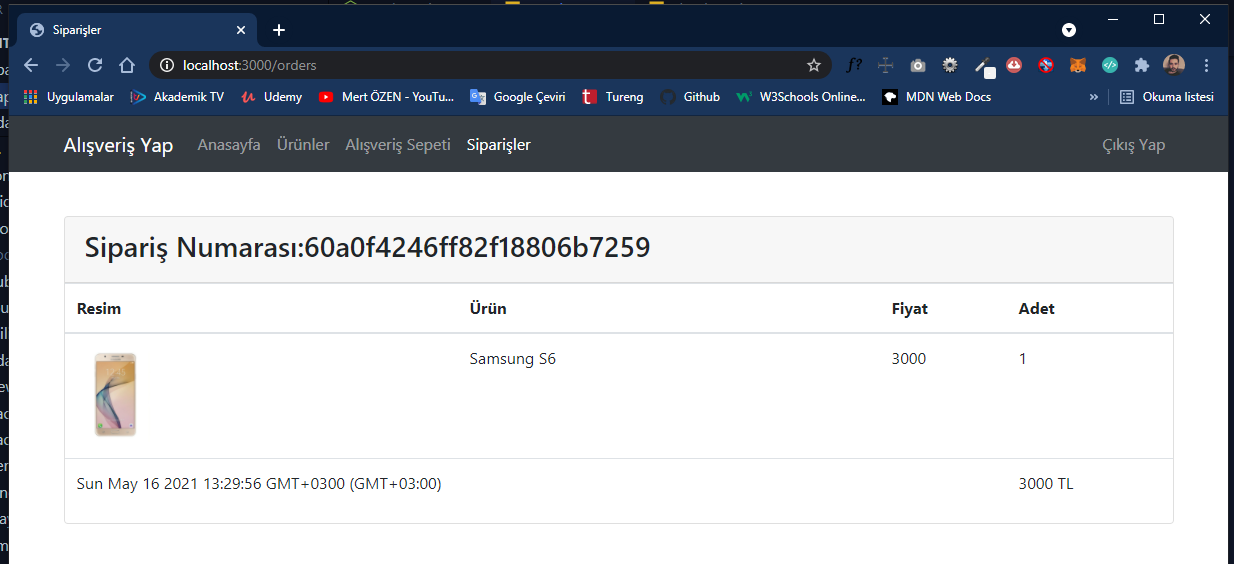 Siparişler
localhost:3000/orders
f?
Uygulamalar Akademik TV Udemy Mert ÖZEN - YouTu... Google Çeviri Tureng Github W3Schools Online... MDN Web Docs » Okuma listesi
Alışveriş Yap Anasayfa Ürünler Alışveriş Sepeti Siparişler Çıkış Yap
Sipariş Numarası:60a0f4246ff82f18806b7259
Resim Ürün Fiyat Adet
Samsung S6 3000 1
Sun May 16 2021 13:29:56 GMT+0300 (GMT+03:00) 3000 TL